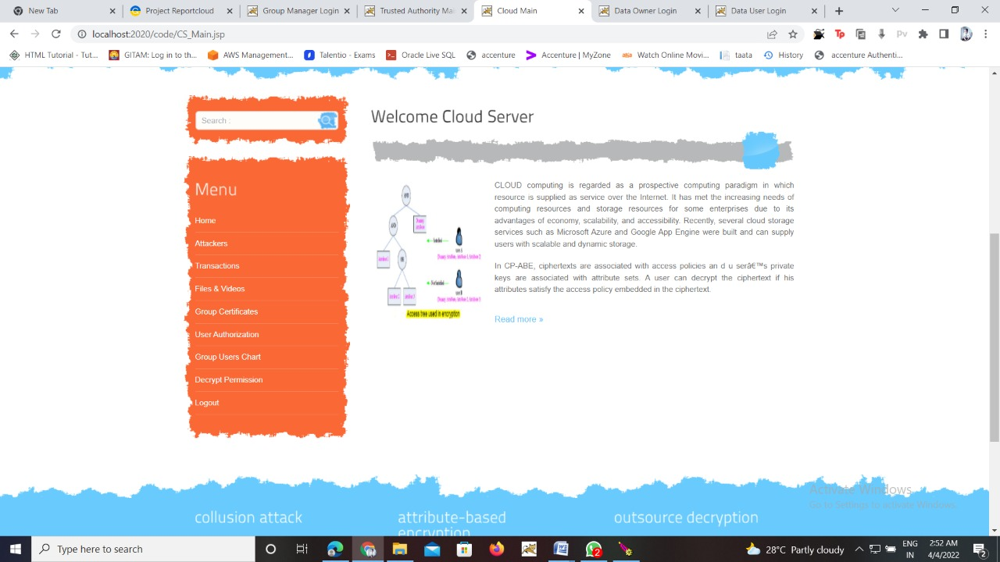 New Tab
Group Manager Login
Trusted Authority Mai
Cloud
Data Owner Login
Data User Login
localhost:2020/code/CS_Main.jsp
HTML Tutorial - Tut...
GITAM: Log in to th...
AWS Management...
Talentio - Exams
Oracle Live SQL
accenture
Accenture | MyZone
Watch Online Movi...
taata
History
accenture Authenti...
Search :
Welcome Cloud Server
Menu
Home
Attackers
Transactions
Files & Videos
Group Certificates
User Authorization
Group Users Chart
Decrypt Permission
Logout
AND
OR
Access tree used in encryption
CLOUD computing is regarded as a prospective computing paradigm in which
resource is supplied as service over the Internet. It has met the increasing needs of
computing resources and storage resources for some enterprises due to its
advantages of economy, scalability, and accessibility. Recently, several cloud storage
services such as Microsoft Azure and Google App Engine were built and can supply
users with scalable and dynamic storage.
In CP-ABE, ciphertexts are associated with access policies an d u serâ€™s private
keys are associated with attribute sets. A user can decrypt the ciphertext if his
attributes satisfy the access policy embedded in the ciphertext.
Read more »
Activate Windows
Go to Settings to activate Windows.
collusion attack
attribute-based
encryption
outsource decryption
Type here to search
2
28°C Partly cloudy
ENG
IN
2:52 AM
4/4/2022
2